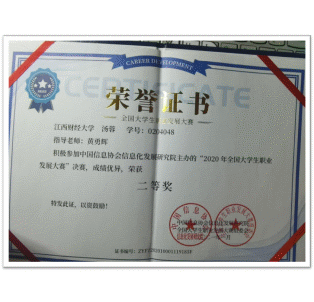 CAREER DEVELOPMENT
CERTIFICATE
荣誉证书
全国大学生职业发展大赛
江西财经大学 汤蓉 学号：0204048
指导老师：黄勇辉
积极参加中国信息协会信息化发展研究院主办的“2020年全国大学生职业
发展大赛”决赛，成绩优异，荣获
二等奖
特发此证，以资鼓励！